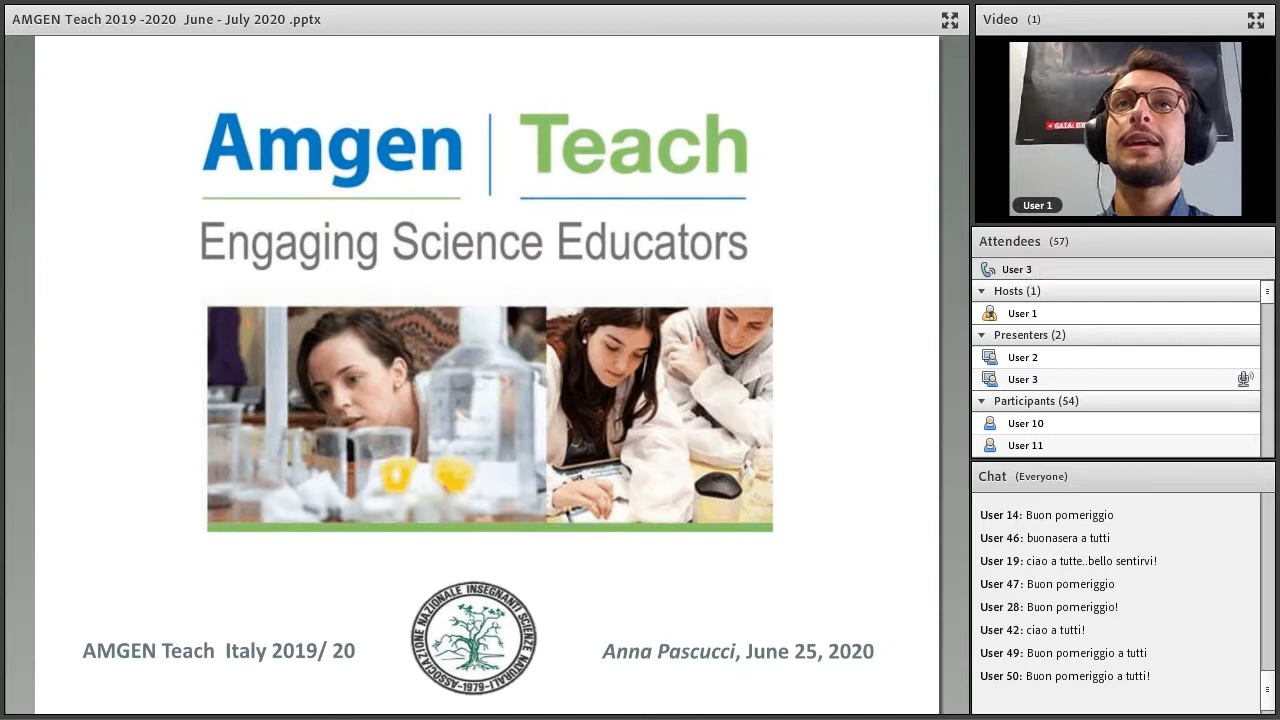 AMGEN Teach 2019 -2020 June - July 2020 .pptx
Amgen Teach
Engaging Science Educators
ASSOCIAZIONE NAZIONALE INSEGNANTI SCIENZE NATURALI
-1979-
AMGEN Teach Italy 2019/ 20
Anna Pascucci, June 25, 2020
Video (1)
User 1
Attendees (57)
User 3
Hosts (1)
User 1
Presenters (2)
User 2
User 3
Participants (54)
User 10
User 11
Chat (Everyone)
User 14: Buon pomeriggio
User 46: buonasera a tutti
User 19: ciao a tutte..bello sentirvi!
User 47: Buon pomeriggio
User 28: Buon pomeriggio!
User 42: ciao a tutti!
User 49: Buon pomeriggio a tutti
User 50: Buon pomeriggio a tutti!